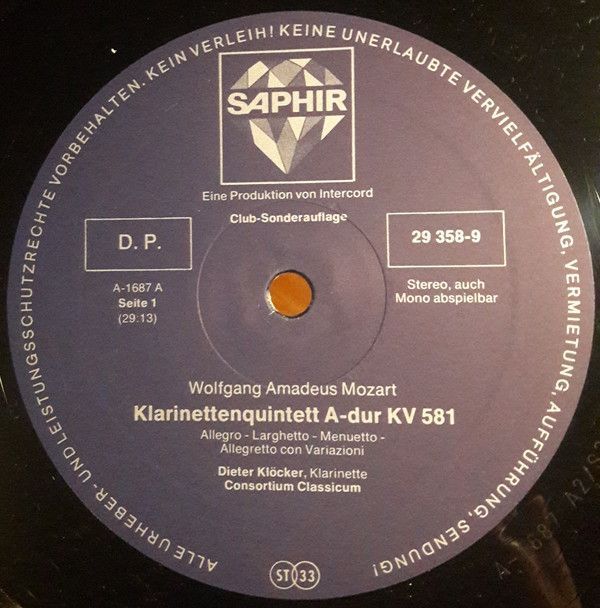 ALLE URHEBER- UND LEISTUNGSSCHUTZRECHTE VORBEHALTEN. KEIN VERLEIH! KEINE UNERLAUBTE VERVIELFÄLTIGUNG, VERMIETUNG, AUFFÜHRUNG, SENDUNG!
SAPHIR
Eine Produktion von Intercord
Club-Sonderauflage
D. P.
29 358-9
A-1687 A
Seite 1
(29:13)
Stereo, auch
Mono abspielbar
Wolfgang Amadeus Mozart
Klarinettenquintett A-dur KV 581
Allegro - Larghetto - Menuetto -
Allegretto con Variazioni
Dieter Klöcker, Klarinette
Consortium Classicum
ST 33